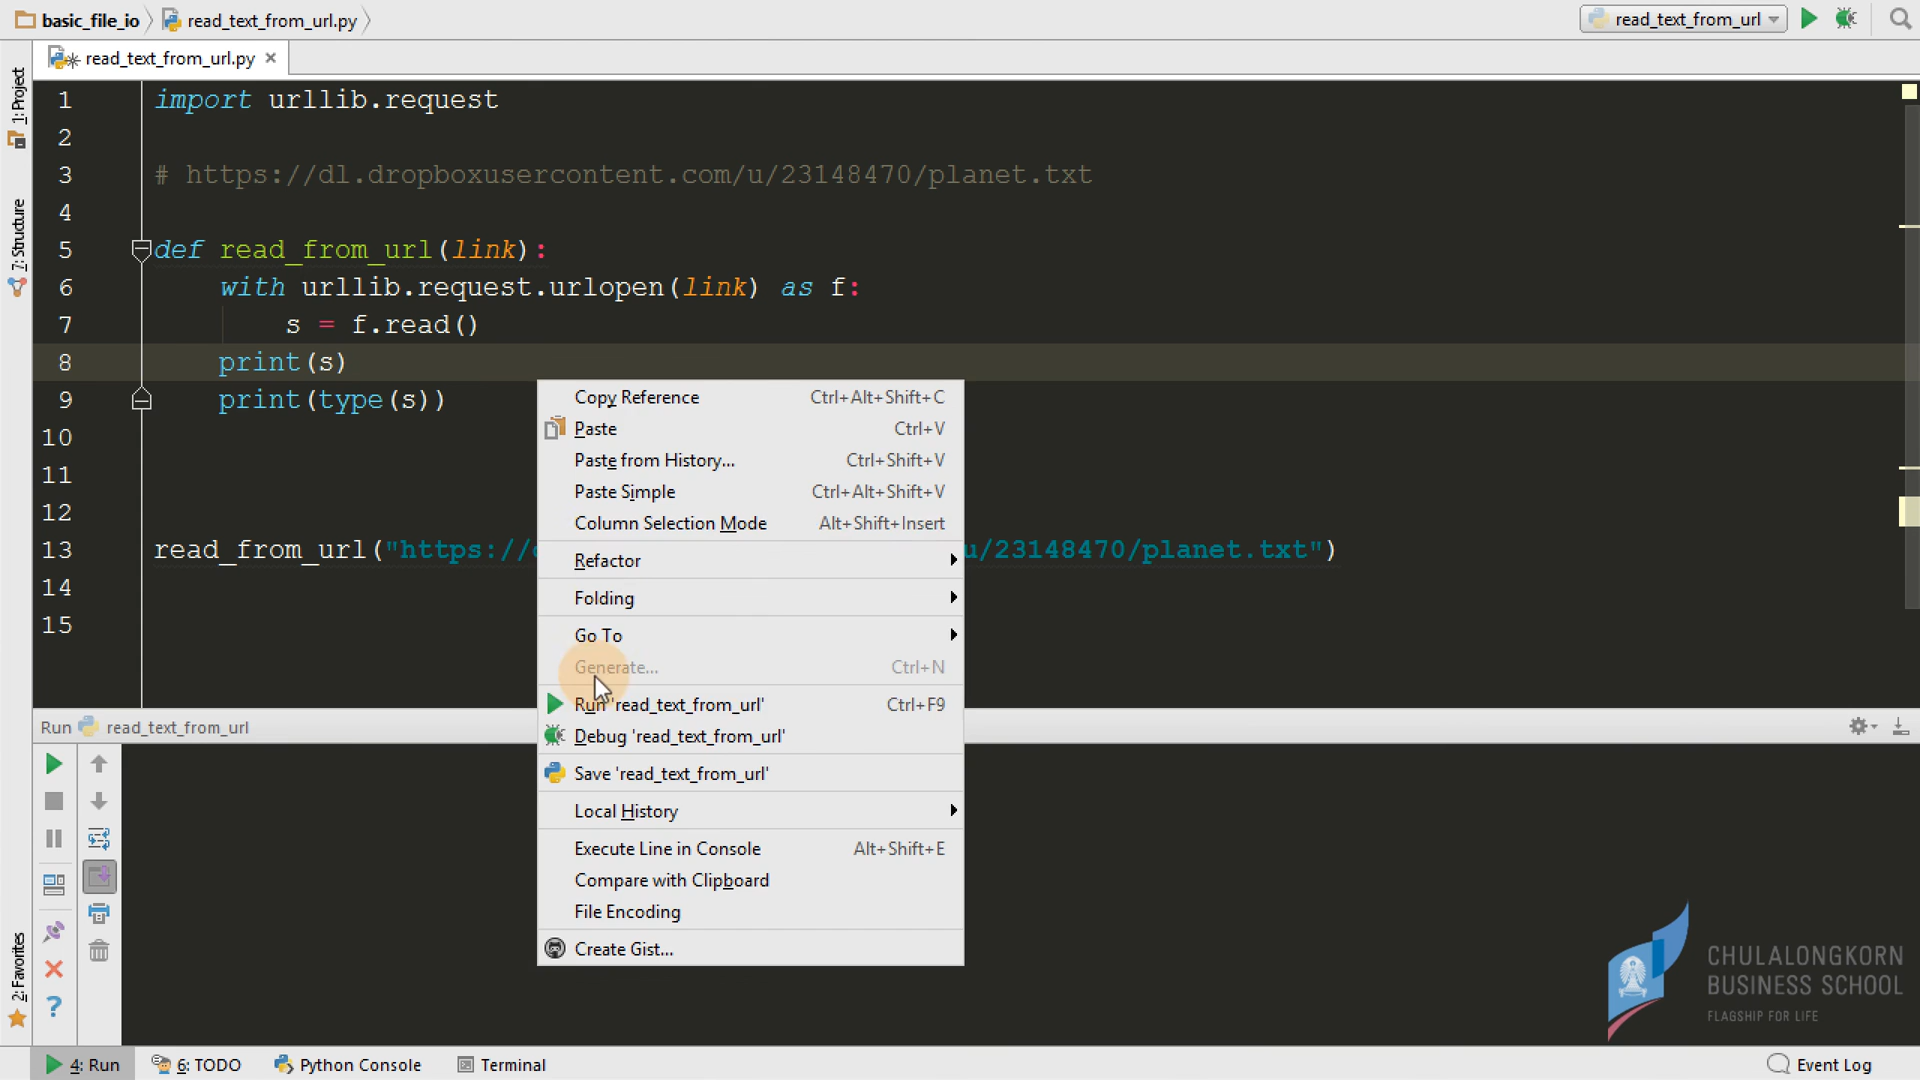 basic_file_io read_text_from_url.py read_text_from_url
read_text_from_url.py
1: Project
7: Structure
2: Favorites
1 import urllib.request
2
3 # https://dl.dropboxusercontent.com/u/23148470/planet.txt
4
5 def read_from_url(link):
6 with urllib.request.urlopen(link) as f:
7 s = f.read()
8 print(s)
9 print(type(s))
10
11
12
13 read_from_url("https:// u/23148470/planet.txt")
14
15
Copy Reference Ctrl+Alt+Shift+C
Paste Ctrl+V
Paste from History... Ctrl+Shift+V
Paste Simple Ctrl+Alt+Shift+V
Column Selection Mode Alt+Shift+Insert
Refactor
Folding
Go To
Generate... Ctrl+N
Run 'read_text_from_url' Ctrl+F9
Debug 'read_text_from_url'
Save 'read_text_from_url'
Local History
Execute Line in Console Alt+Shift+E
Compare with Clipboard
File Encoding
Create Gist...
Run read_text_from_url
CHULALONGKORN
BUSINESS SCHOOL
FLAGSHIP FOR LIFE
4: Run 6: TODO Python Console Terminal Event Log